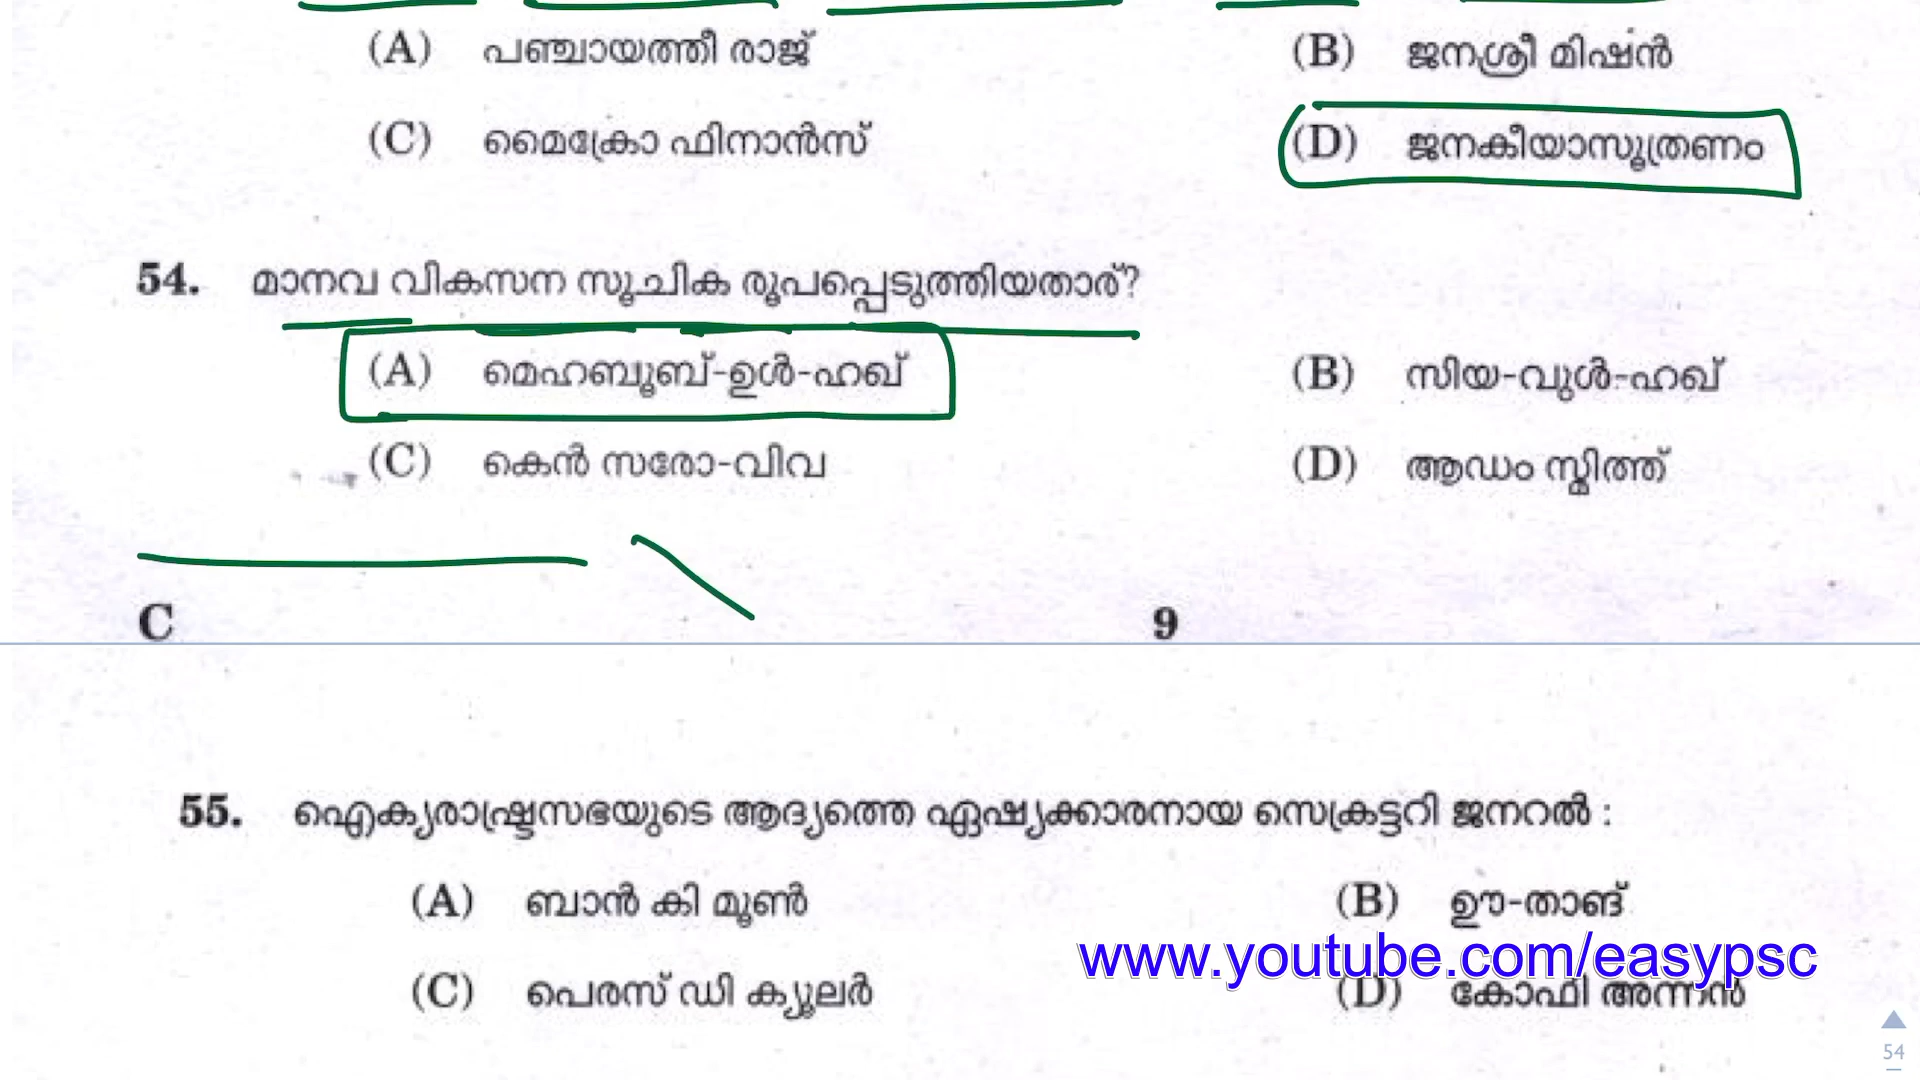 (A) പഞ്ചായത്തീ രാജ് (B) ജനശ്രീ മിഷൻ
(C) മൈക്രോ ഫിനാൻസ് (D) ജനകീയാസൂത്രണം
54. മാനവ വികസന സൂചിക രൂപപ്പെടുത്തിയതാര്?
(A) മെഹബൂബ്-ഉൾ-ഹഖ് (B) സിയ-വുൾ-ഹഖ്
(C) കെൻ സരോ-വിവ (D) ആഡം സ്മിത്ത്
C 9
55. ഐക്യരാഷ്ട്രസഭയുടെ ആദ്യത്തെ ഏഷ്യക്കാരനായ സെക്രട്ടറി ജനറൽ :
(A) ബാൻ കി മൂൺ (B) ഊ-താങ്
www.youtube.com/easypsc
(C) പെരസ് ഡി ക്യൂലർ (D) കോഫി അന്നൻ
54